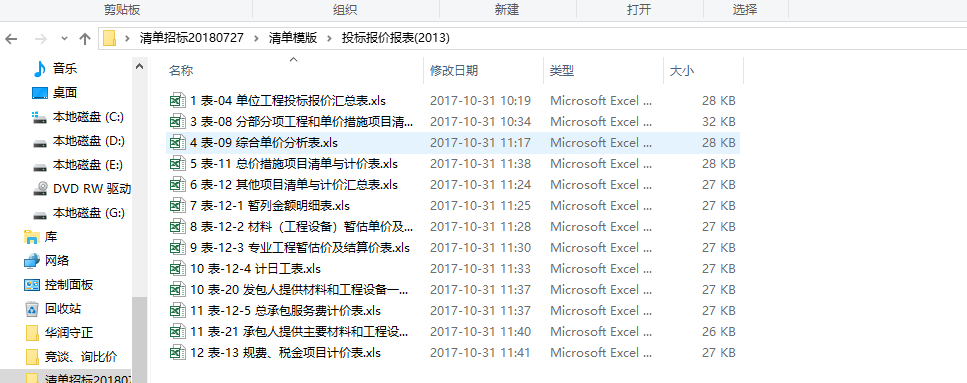 剪贴板 组织 新建 打开 选择
清单招标20180727 清单模版 投标报价报表(2013)
音乐
桌面
本地磁盘 (C:)
本地磁盘 (D:)
本地磁盘 (E:)
DVD RW 驱动
本地磁盘 (G:)
库
网络
控制面板
回收站
华润守正
竞谈、询比价
清单招标2018072
名称 修改日期 类型 大小
1 表-04 单位工程投标报价汇总表.xls 2017-10-31 10:19 Microsoft Excel ... 28 KB
3 表-08 分部分项工程和单价措施项目清... 2017-10-31 10:34 Microsoft Excel ... 32 KB
4 表-09 综合单价分析表.xls 2017-10-31 11:17 Microsoft Excel ... 28 KB
5 表-11 总价措施项目清单与计价表.xls 2017-10-31 11:38 Microsoft Excel ... 28 KB
6 表-12 其他项目清单与计价汇总表.xls 2017-10-31 11:24 Microsoft Excel ... 27 KB
7 表-12-1 暂列金额明细表.xls 2017-10-31 11:25 Microsoft Excel ... 27 KB
8 表-12-2 材料（工程设备）暂估单价及... 2017-10-31 11:28 Microsoft Excel ... 27 KB
9 表-12-3 专业工程暂估价及结算价表.xls 2017-10-31 11:30 Microsoft Excel ... 27 KB
10 表-12-4 计日工表.xls 2017-10-31 11:33 Microsoft Excel ... 27 KB
10 表-20 发包人提供材料和工程设备一... 2017-10-31 11:37 Microsoft Excel ... 27 KB
11 表-12-5 总承包服务费计价表.xls 2017-10-31 11:37 Microsoft Excel ... 27 KB
11 表-21 承包人提供主要材料和工程设... 2017-10-31 11:40 Microsoft Excel ... 26 KB
12 表-13 规费、税金项目计价表.xls 2017-10-31 11:41 Microsoft Excel ... 27 KB